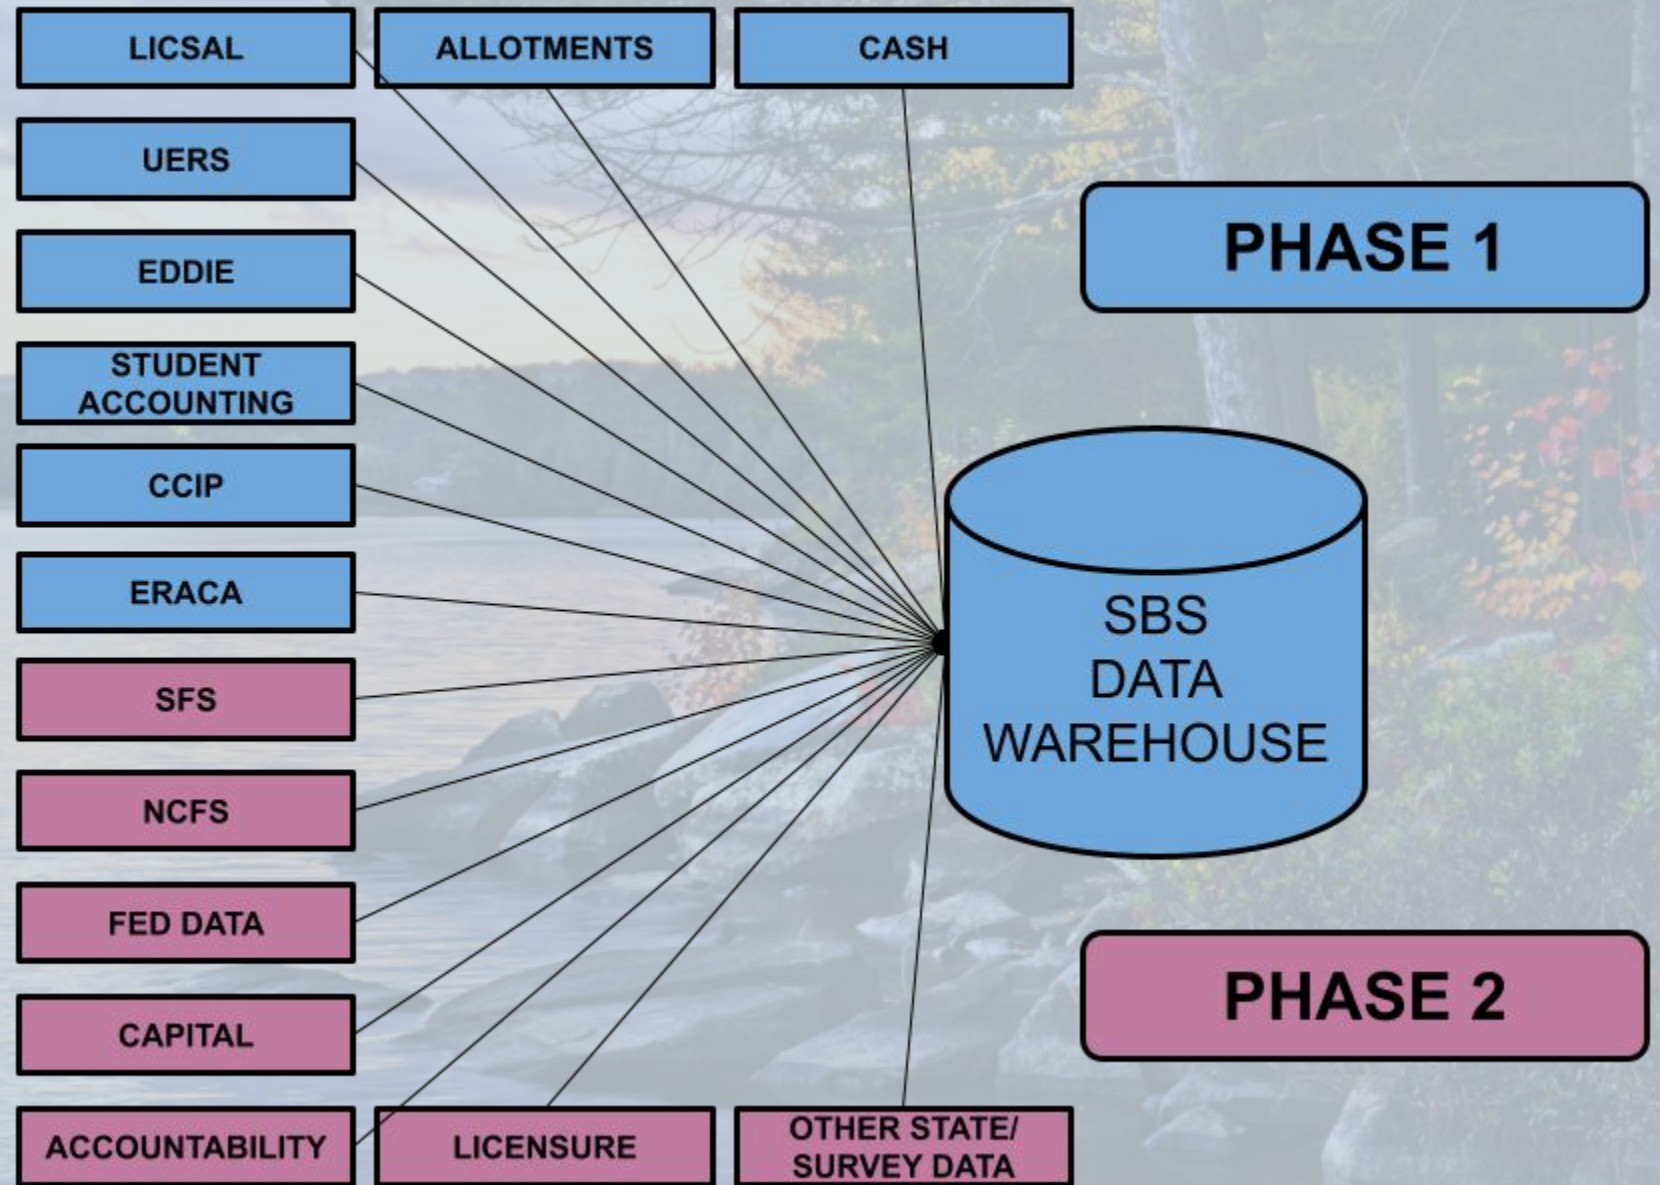 LICSAL
ALLOTMENTS
CASH
UERS
EDDIE
STUDENT
ACCOUNTING
CCIP
ERACA
SFS
NCFS
FED DATA
CAPITAL
ACCOUNTABILITY
LICENSURE
OTHER STATE/
SURVEY DATA
PHASE 1
SBS
DATA
WAREHOUSE
PHASE 2